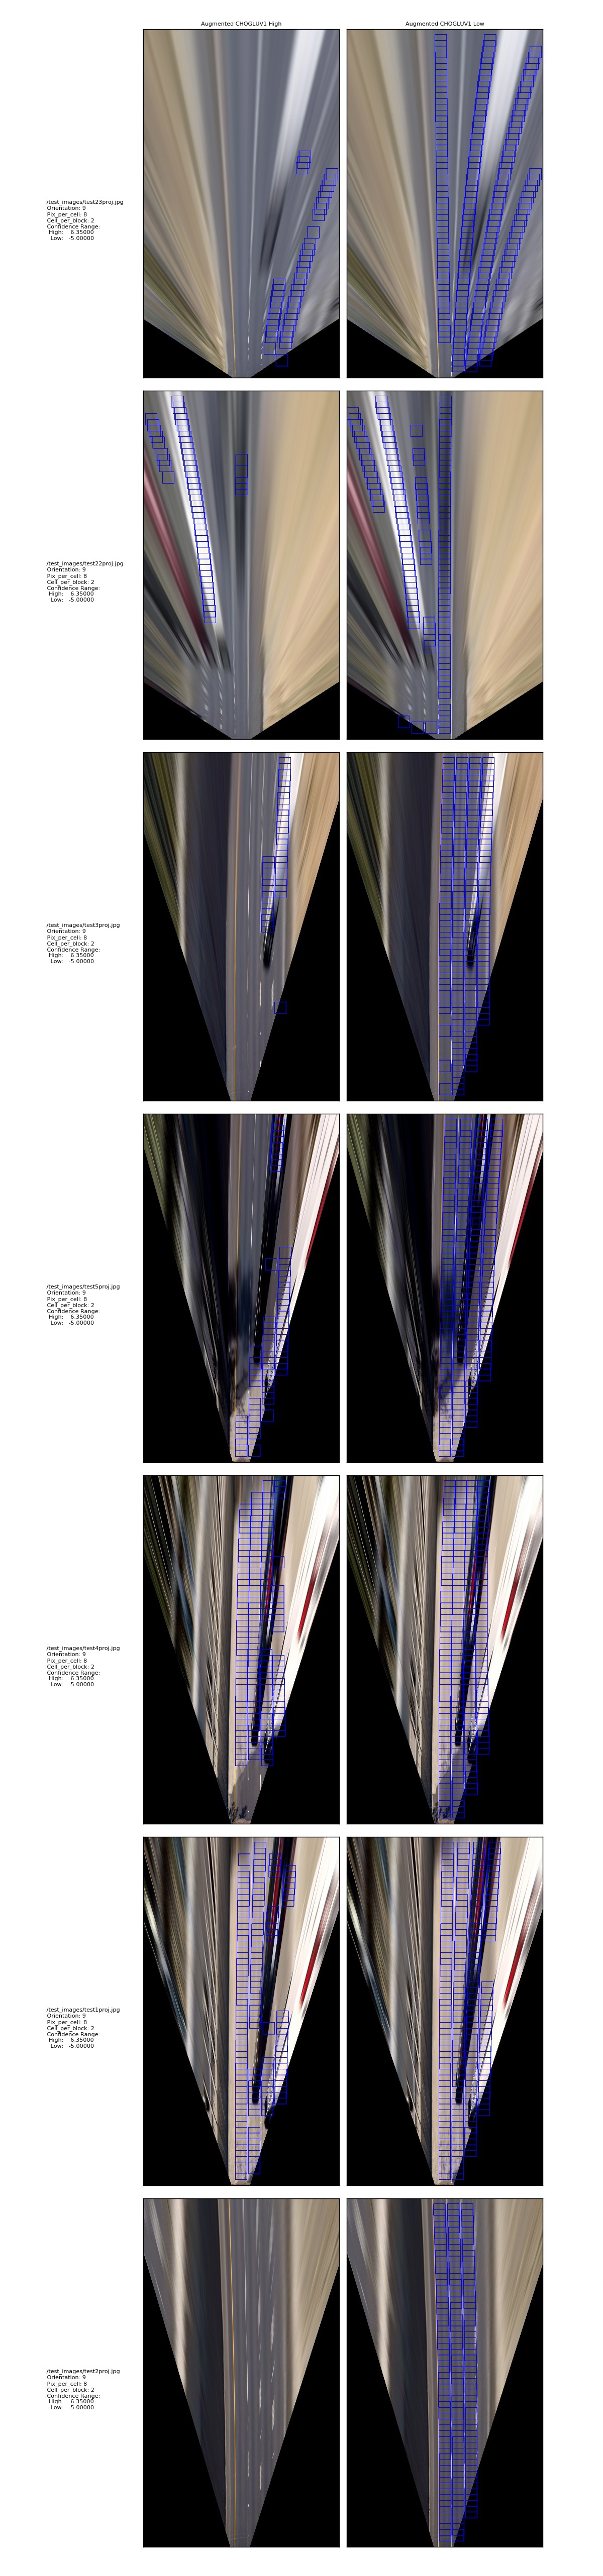 Augmented CHOGLUV1 High
Augmented CHOGLUV1 Low
/test_images/test23proj.jpg
Orientation: 9
Pix_per_cell: 8
Cell_per_block: 2
Confidence Range:
High: 6.35000
Low: -5.00000
/test_images/test22proj.jpg
Orientation: 9
Pix_per_cell: 8
Cell_per_block: 2
Confidence Range:
High: 6.35000
Low: -5.00000
/test_images/test3proj.jpg
Orientation: 9
Pix_per_cell: 8
Cell_per_block: 2
Confidence Range:
High: 6.35000
Low: -5.00000
/test_images/test5proj.jpg
Orientation: 9
Pix_per_cell: 8
Cell_per_block: 2
Confidence Range:
High: 6.35000
Low: -5.00000
/test_images/test4proj.jpg
Orientation: 9
Pix_per_cell: 8
Cell_per_block: 2
Confidence Range:
High: 6.35000
Low: -5.00000
/test_images/test1proj.jpg
Orientation: 9
Pix_per_cell: 8
Cell_per_block: 2
Confidence Range:
High: 6.35000
Low: -5.00000
/test_images/test2proj.jpg
Orientation: 9
Pix_per_cell: 8
Cell_per_block: 2
Confidence Range:
High: 6.35000
Low: -5.00000